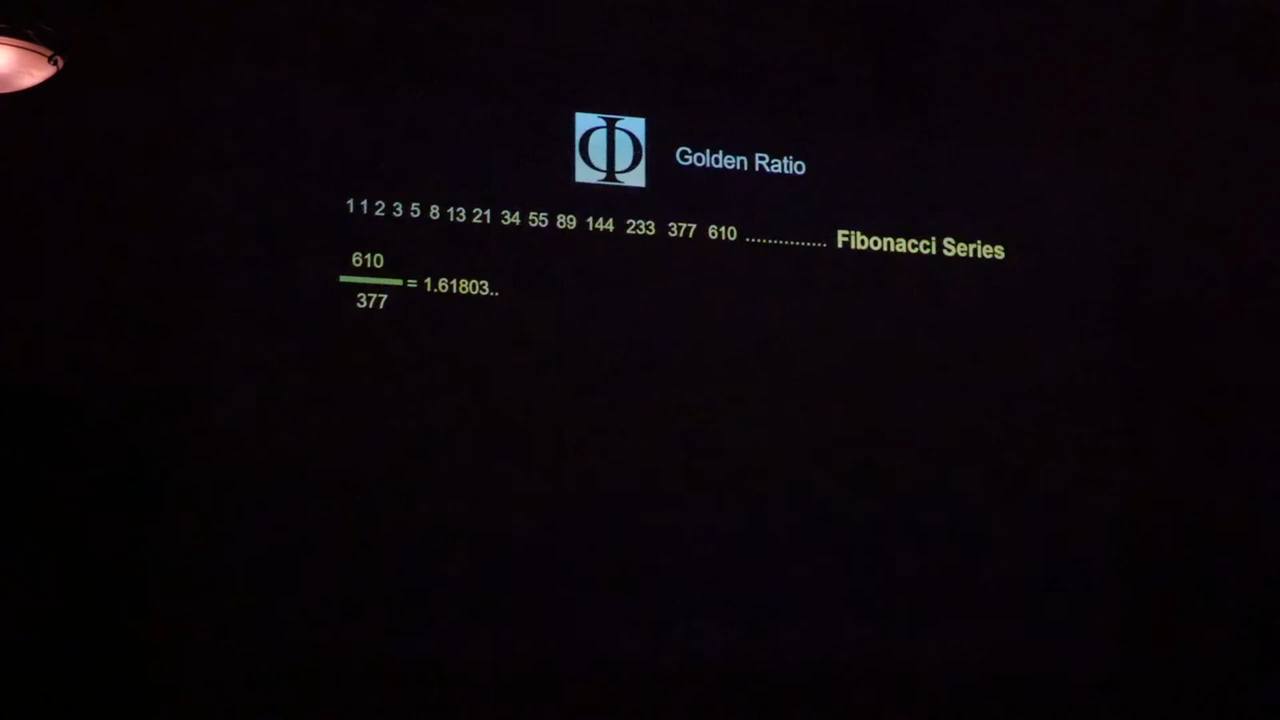 Φ Golden Ratio
1 1 2 3 5 8 13 21 34 55 89 144 233 377 610 ............... Fibonacci Series
610
= 1.61803..
377